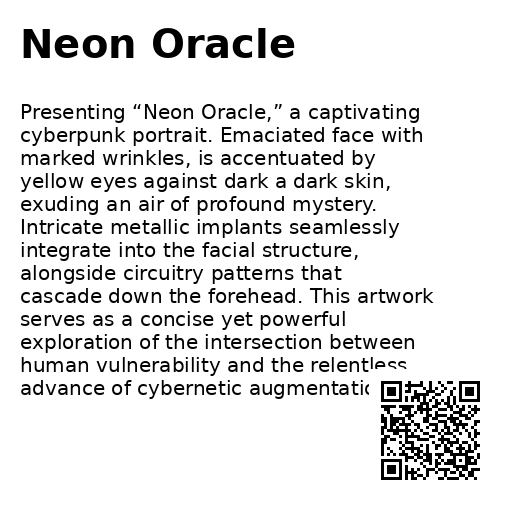 Neon Oracle
Presenting “Neon Oracle,” a captivating
cyberpunk portrait. Emaciated face with
marked wrinkles, is accentuated by
yellow eyes against dark a dark skin,
exuding an air of profound mystery.
Intricate metallic implants seamlessly
integrate into the facial structure,
alongside circuitry patterns that
cascade down the forehead. This artwork
serves as a concise yet powerful
exploration of the intersection between
human vulnerability and the relentless
advance of cybernetic